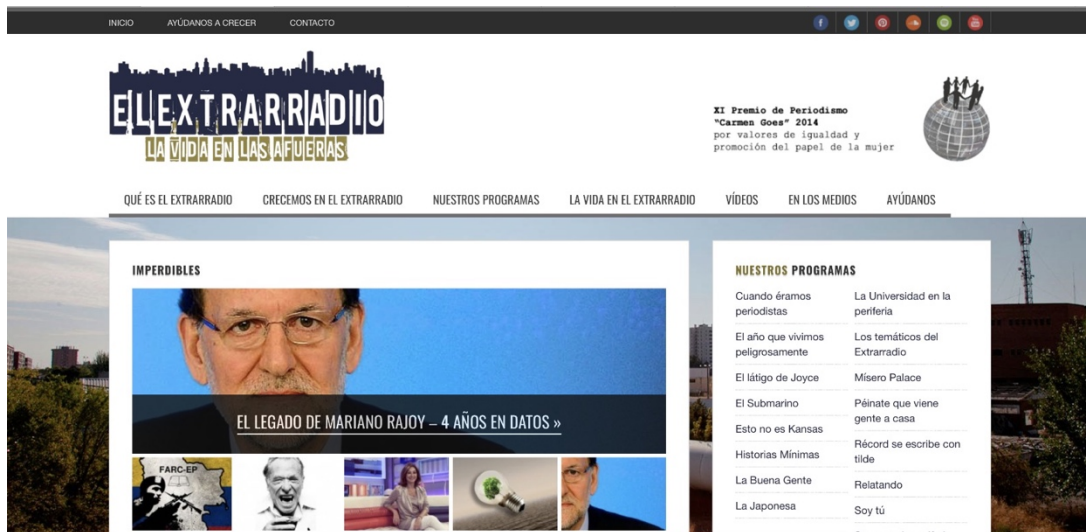 INICIO AYÚDANOS A CRECER CONTACTO
ELEXTRARRADIO
LA VIDA EN LAS AFUERAS
XI Premio de Periodismo
"Carmen Goes" 2014
por valores de igualdad y
promoción del papel de la mujer
QUÉ ES EL EXTRARRADIO CRECEMOS EN EL EXTRARRADIO NUESTROS PROGRAMAS LA VIDA EN EL EXTRARRADIO VÍDEOS EN LOS MEDIOS AYÚDANOS
IMPERDIBLES
EL LEGADO DE MARIANO RAJOY – 4 AÑOS EN DATOS »
FARC-EP
NUESTROS PROGRAMAS
Cuando éramos
periodistas
El año que vivimos
peligrosamente
El látigo de Joyce
El Submarino
Esto no es Kansas
Historias Mínimas
La Buena Gente
La Japonesa
La Universidad en la
periferia
Los temáticos del
Extrarradio
Mísero Palace
Péinate que viene
gente a casa
Récord se escribe con
tilde
Relatando
Soy tú